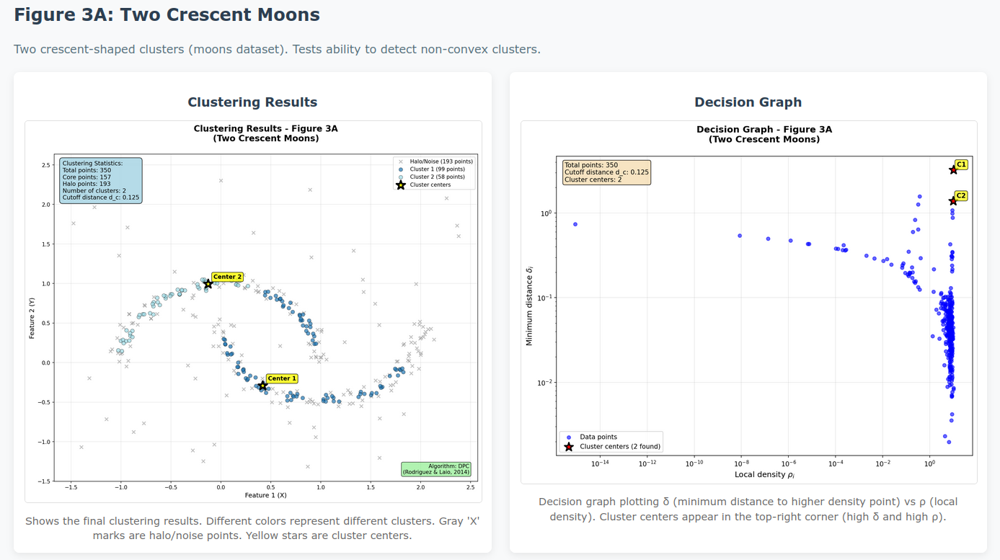 Figure 3A: Two Crescent Moons
Two crescent-shaped clusters (moons dataset). Tests ability to detect non-convex clusters.
Clustering Results
Clustering Results - Figure 3A
(Two Crescent Moons)
Clustering Statistics:
Total points: 350
Core points: 157
Halo points: 193
Number of clusters: 2
Cutoff distance d_c: 0.125
Halo/Noise (193 points)
Cluster 1 (99 points)
Cluster 2 (58 points)
Cluster centers
2.5
2.0
1.5
1.0
0.5
0.0
−0.5
−1.0
−1.5
Feature 2 (Y)
Center 2
Center 1
Algorithm: DPC
(Rodriguez & Laio, 2014)
−1.5 −1.0 −0.5 0.0 0.5 1.0 1.5 2.0 2.5
Feature 1 (X)
Shows the final clustering results. Different colors represent different clusters. Gray 'X'
marks are halo/noise points. Yellow stars are cluster centers.
Decision Graph
Decision Graph - Figure 3A
(Two Crescent Moons)
Total points: 350
Cutoff distance d_c: 0.125
Cluster centers: 2
C1
C2
10⁰
10⁻¹
10⁻²
Minimum distance δᵢ
Data points
Cluster centers (2 found)
10⁻¹⁴ 10⁻¹² 10⁻¹⁰ 10⁻⁸ 10⁻⁶ 10⁻⁴ 10⁻² 10⁰
Local density ρᵢ
Decision graph plotting δ (minimum distance to higher density point) vs ρ (local
density). Cluster centers appear in the top-right corner (high δ and high ρ).